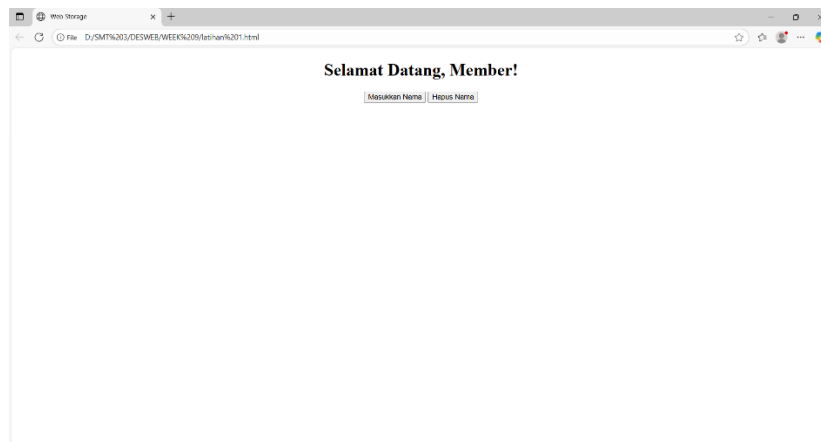 Web Storage
File D:/SMT%203/DESWEB/WEEK%209/latihan%201.html
Selamat Datang, Member!
Masukkan Nama Hapus Nama